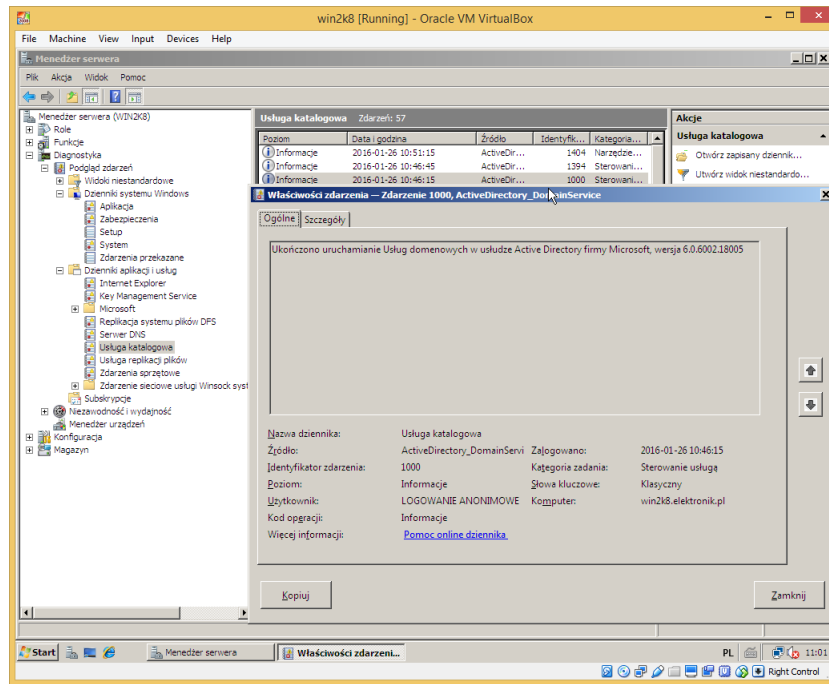 win2k8 [Running] - Oracle VM VirtualBox
File Machine View Input Devices Help
Menedżer serwera
Plik Akcja Widok Pomoc
Menedżer serwera (WIN2K8)
Role
Funkcje
Diagnostyka
Podgląd zdarzeń
Widoki niestandardowe
Dzienniki systemu Windows
Aplikacja
Zabezpieczenia
Setup
System
Zdarzenia przekazane
Dzienniki aplikacji i usług
Internet Explorer
Key Management Service
Microsoft
Replikacja systemu plików DFS
Serwer DNS
Usługa katalogowa
Usługa replikacji plików
Zdarzenia sprzętowe
Zdarzenie sieciowe usługi Winsock syst
Subskrypcje
Niezawodność i wydajność
Menedżer urządzeń
Konfiguracja
Magazyn
Usługa katalogowa Zdarzeń: 57
Poziom Data i godzina Źródło Identyfik... Kategoria...
Informacje 2016-01-26 10:51:15 ActiveDir... 1404 Narzędzie...
Informacje 2016-01-26 10:46:45 ActiveDir... 1394 Sterowani...
Informacje 2016-01-26 10:46:15 ActiveDir... 1000 Sterowani...
Akcje
Usługa katalogowa
Otwórz zapisany dziennik...
Utwórz widok niestandardo...
Właściwości zdarzenia — Zdarzenie 1000, ActiveDirectory_DomainService
Ogólne Szczegóły
Ukończono uruchamianie Usług domenowych w usłudze Active Directory firmy Microsoft, wersja 6.0.6002.18005
Nazwa dziennika: Usługa katalogowa
Źródło: ActiveDirectory_DomainServi Zalogowano: 2016-01-26 10:46:15
Identyfikator zdarzenia: 1000 Kategoria zadania: Sterowanie usługą
Poziom: Informacje Słowa kluczowe: Klasyczny
Użytkownik: LOGOWANIE ANONIMOWE Komputer: win2k8.elektronik.pl
Kod operacji: Informacje
Więcej informacji: Pomoc online dziennika
Kopiuj Zamknij
Start Menedżer serwera Właściwości zdarzeni... PL 11:01
Right Control